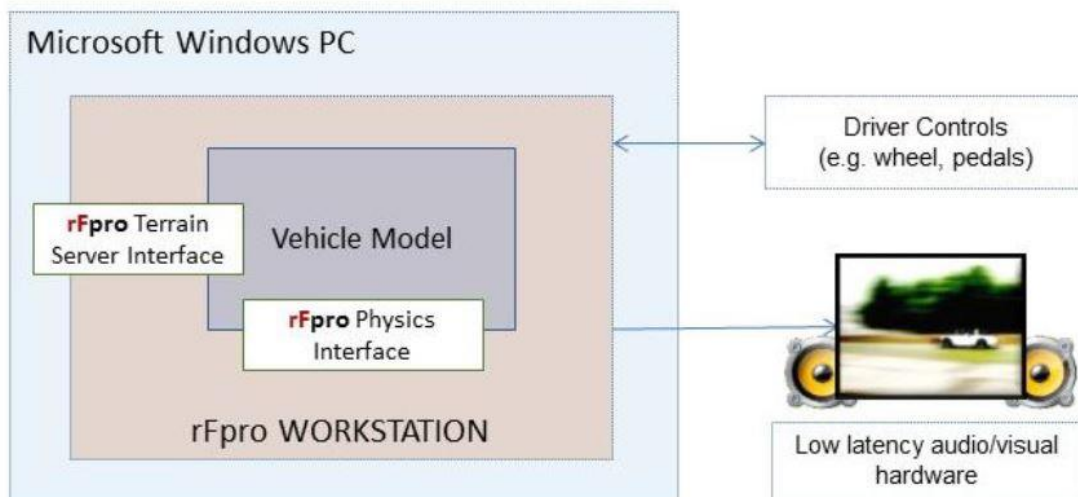 Microsoft Windows PC
Driver Controls
(e.g. wheel, pedals)
rFpro Terrain
Server Interface
Vehicle Model
rFpro Physics
Interface
rFpro WORKSTATION
Low latency audio/visual
hardware